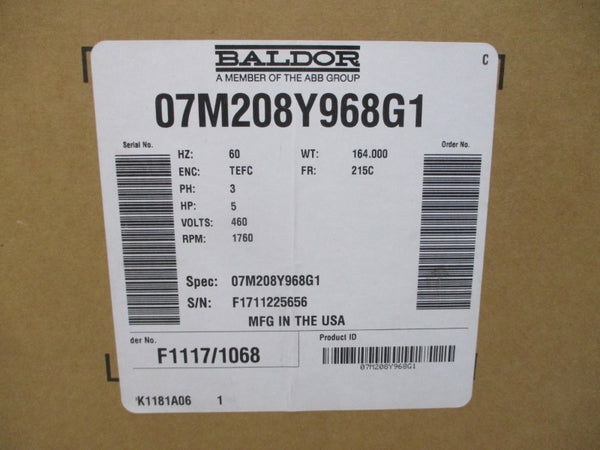 BALDOR
A MEMBER OF THE ABB GROUP
C
07M208Y968G1
Serial No.
Order No.
HZ: 60 WT: 164.000
ENC: TEFC FR: 215C
PH: 3
HP: 5
VOLTS: 460
RPM: 1760
Spec: 07M208Y968G1
S/N: F1711225656
MFG IN THE USA
der No.
Product ID
F1117/1068
07M208Y968G1
K1181A06 1